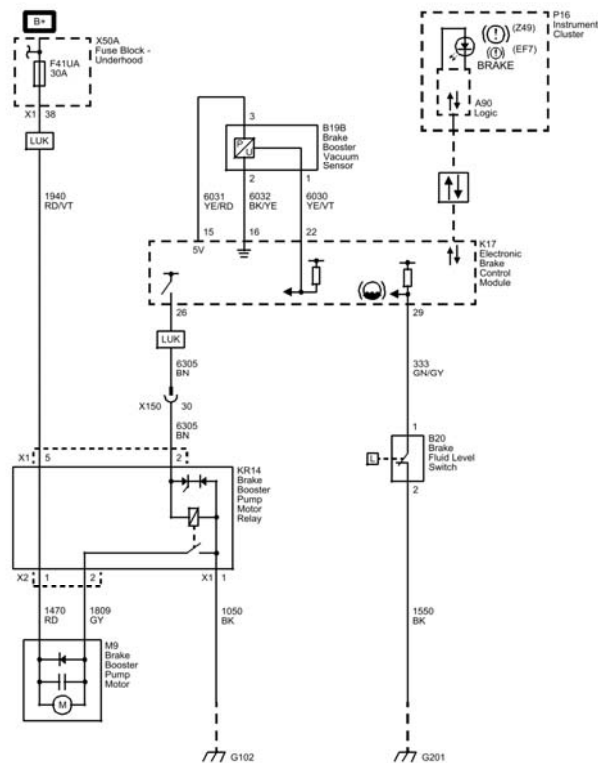 B+
X50A
Fuse Block -
Underhood
F41UA
30A
X1 38
LUK
1940
RD/VT
P16
Instrument
Cluster
(Z49)
(EF7)
BRAKE
A90
Logic
3
B19B
Brake
Booster
Vacuum
Sensor
P
U
2 1
6031
YE/RD
6032
BK/YE
6030
YE/VT
15 16 22
5V
K17
Electronic
Brake
Control
Module
26 29
LUK
6305
BN
X150 30
6305
BN
333
GN/GY
1
B20
Brake
Fluid Level
Switch
L
2
X1 5 2
KR14
Brake
Booster
Pump
Motor
Relay
X2 1 2 X1 1
1470
RD
1809
GY
1050
BK
1550
BK
M9
Brake
Booster
Pump
Motor
M
G102
G201